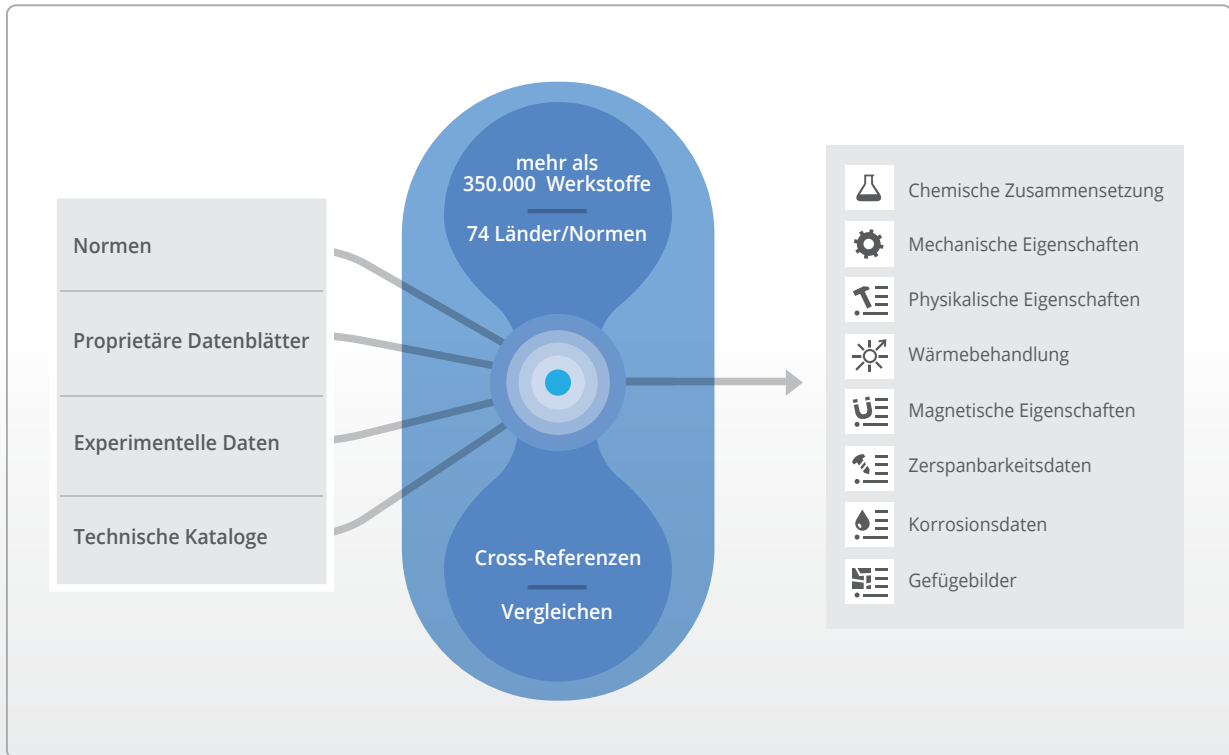 Normen
Proprietäre Datenblätter
Experimentelle Daten
Technische Kataloge
mehr als
350.000 Werkstoffe
74 Länder/Normen
Cross-Referenzen
Vergleichen
Chemische Zusammensetzung
Mechanische Eigenschaften
Physikalische Eigenschaften
Wärmebehandlung
Magnetische Eigenschaften
Zerspanbarkeitsdaten
Korrosionsdaten
Gefügebilder